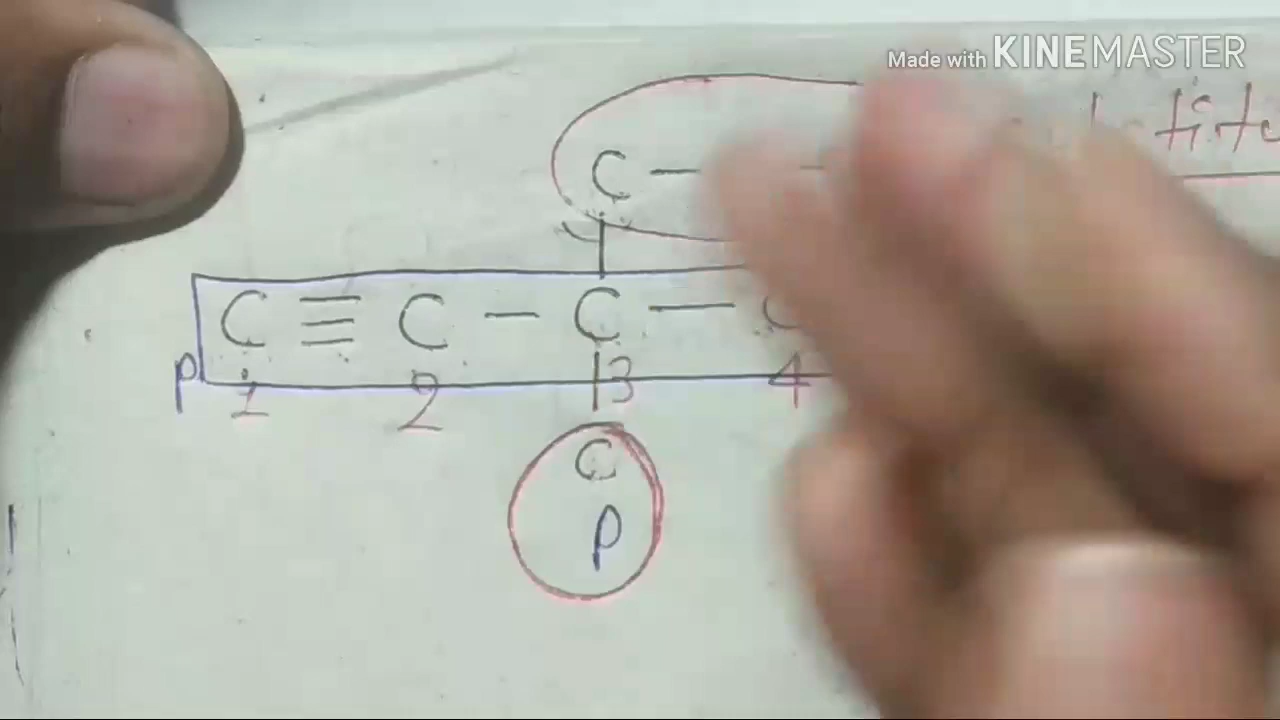 Made with KINEMASTER
C —
C ≡ C – C — C
P 1 2 3 4
C
P